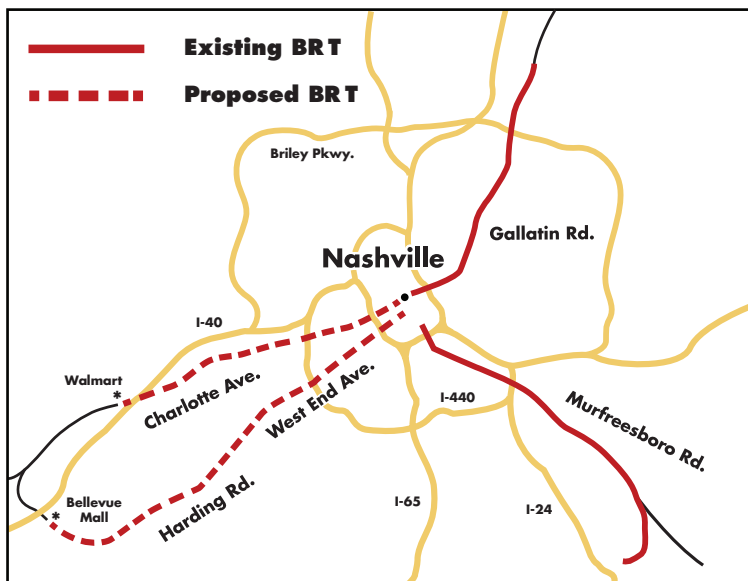 Existing BRT
Proposed BRT
Briley Pkwy.
Gallatin Rd.
Nashville
I-40
Walmart
*
Charlotte Ave.
West End Ave.
I-440
Murfreesboro Rd.
Bellevue
Mall
*
Harding Rd.
I-65
I-24